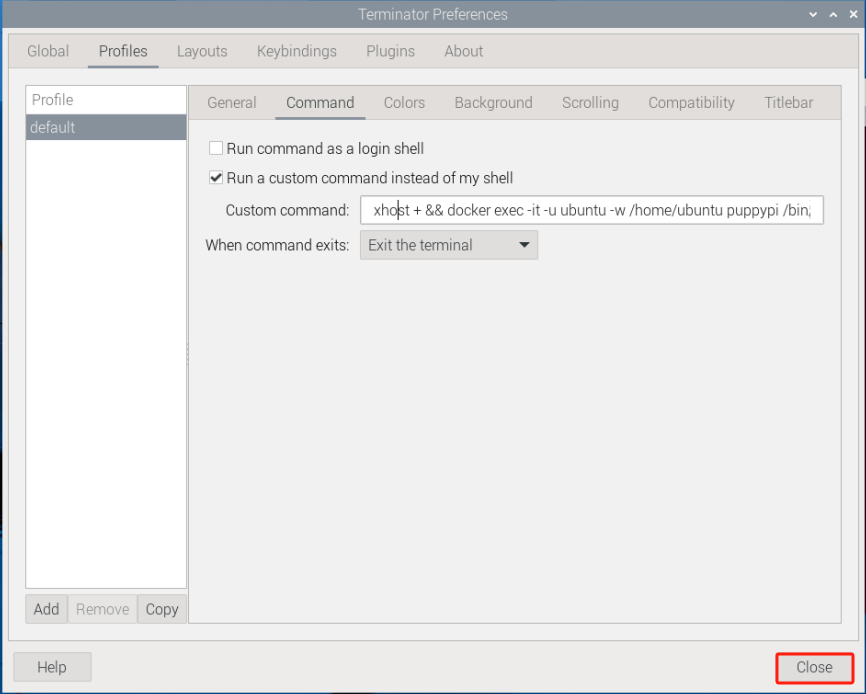 Terminator Preferences
Global Profiles Layouts Keybindings Plugins About
Profile
default
General Command Colors Background Scrolling Compatibility Titlebar
Run command as a login shell
Run a custom command instead of my shell
Custom command: xhost + && docker exec -it -u ubuntu -w /home/ubuntu puppypi /bin/
When command exits: Exit the terminal
Add Remove Copy
Help Close